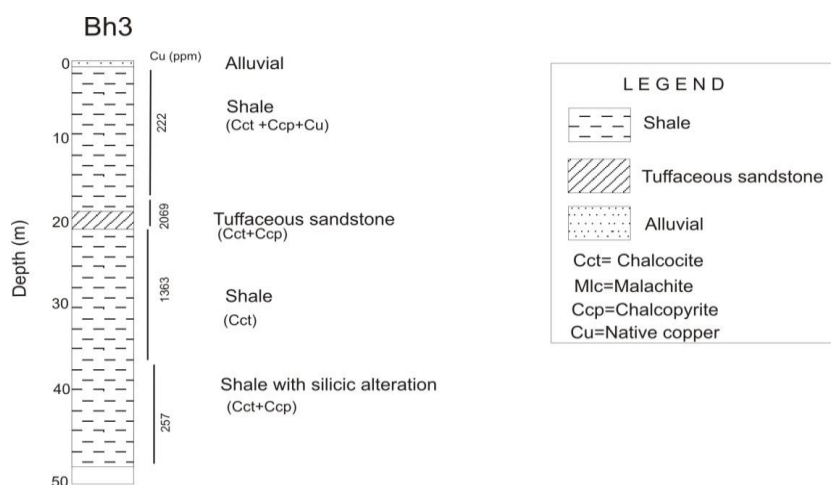 Bh3
Cu (ppm)
0
Alluvial
Shale
(Cct +Ccp+Cu)
222
10
2069
20
Tuffaceous sandstone
(Cct+Ccp)
Depth (m)
1363
30
Shale
(Cct)
40
Shale with silicic alteration
(Cct+Ccp)
257
50
LEGEND
Shale
Tuffaceous sandstone
Alluvial
Cct= Chalcocite
Mlc=Malachite
Ccp=Chalcopyrite
Cu=Native copper